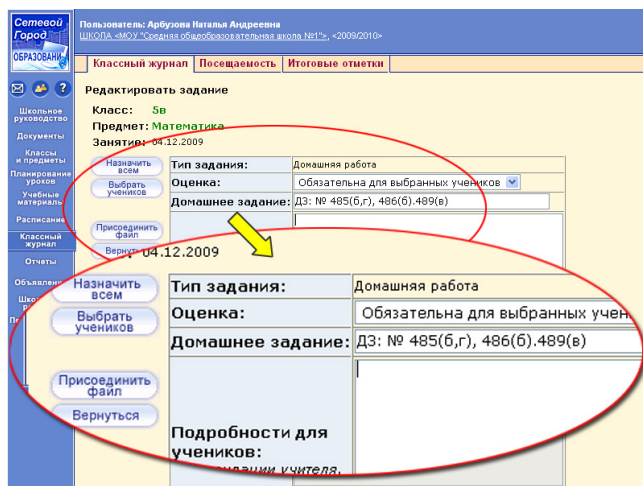 Сетевой
Город
ОБРАЗОВАНИ
Пользователь: Арбузова Наталья Андреевна
ШКОЛА «МОУ "Средняя общеобразовательная школа №1"», «2009/2010»
Классный журнал Посещаемость Итоговые отметки
?
Школьное
руководство
Документы
Классы
и предметы
Планирование
уроков
Учебные
материалы
Расписание
Классный
журнал
Отчеты
Редактировать задание
Класс: 5в
Предмет: Математика
Занятие: 04.12.2009
Назначить
всем
Тип задания: Домашняя работа
Выбрать
учеников
Оценка: Обязательна для выбранных учеников
Домашнее задание: ДЗ: № 485(б,г), 486(б).489(в)
Присоединить
файл
04.12.2009
Назначить
всем
Тип задания: Домашняя работа
Выбрать
учеников
Оценка: Обязательна для выбранных учен
Домашнее задание: ДЗ: № 485(б,г), 486(б).489(в)
Присоединить
файл
Вернуться
Подробности для
учеников:
учителя,